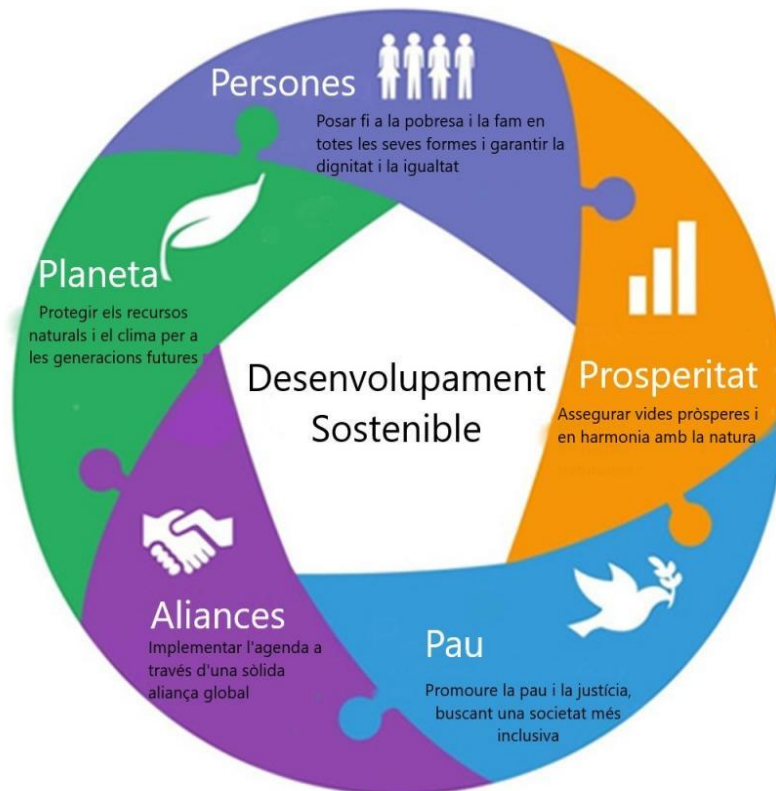 Persones
Posar fi a la pobresa i la fam en
totes les seves formes i garantir la
dignitat i la igualtat
Planeta
Protegir els recursos
naturals i el clima per a
les generacions futures
Desenvolupament
Sostenible
Prosperitat
Assegurar vides pròsperes i
en harmonia amb la natura
Aliances
Implementar l'agenda a
través d'una sòlida
aliança global
Pau
Promoure la pau i la justícia,
buscant una societat més
inclusiva